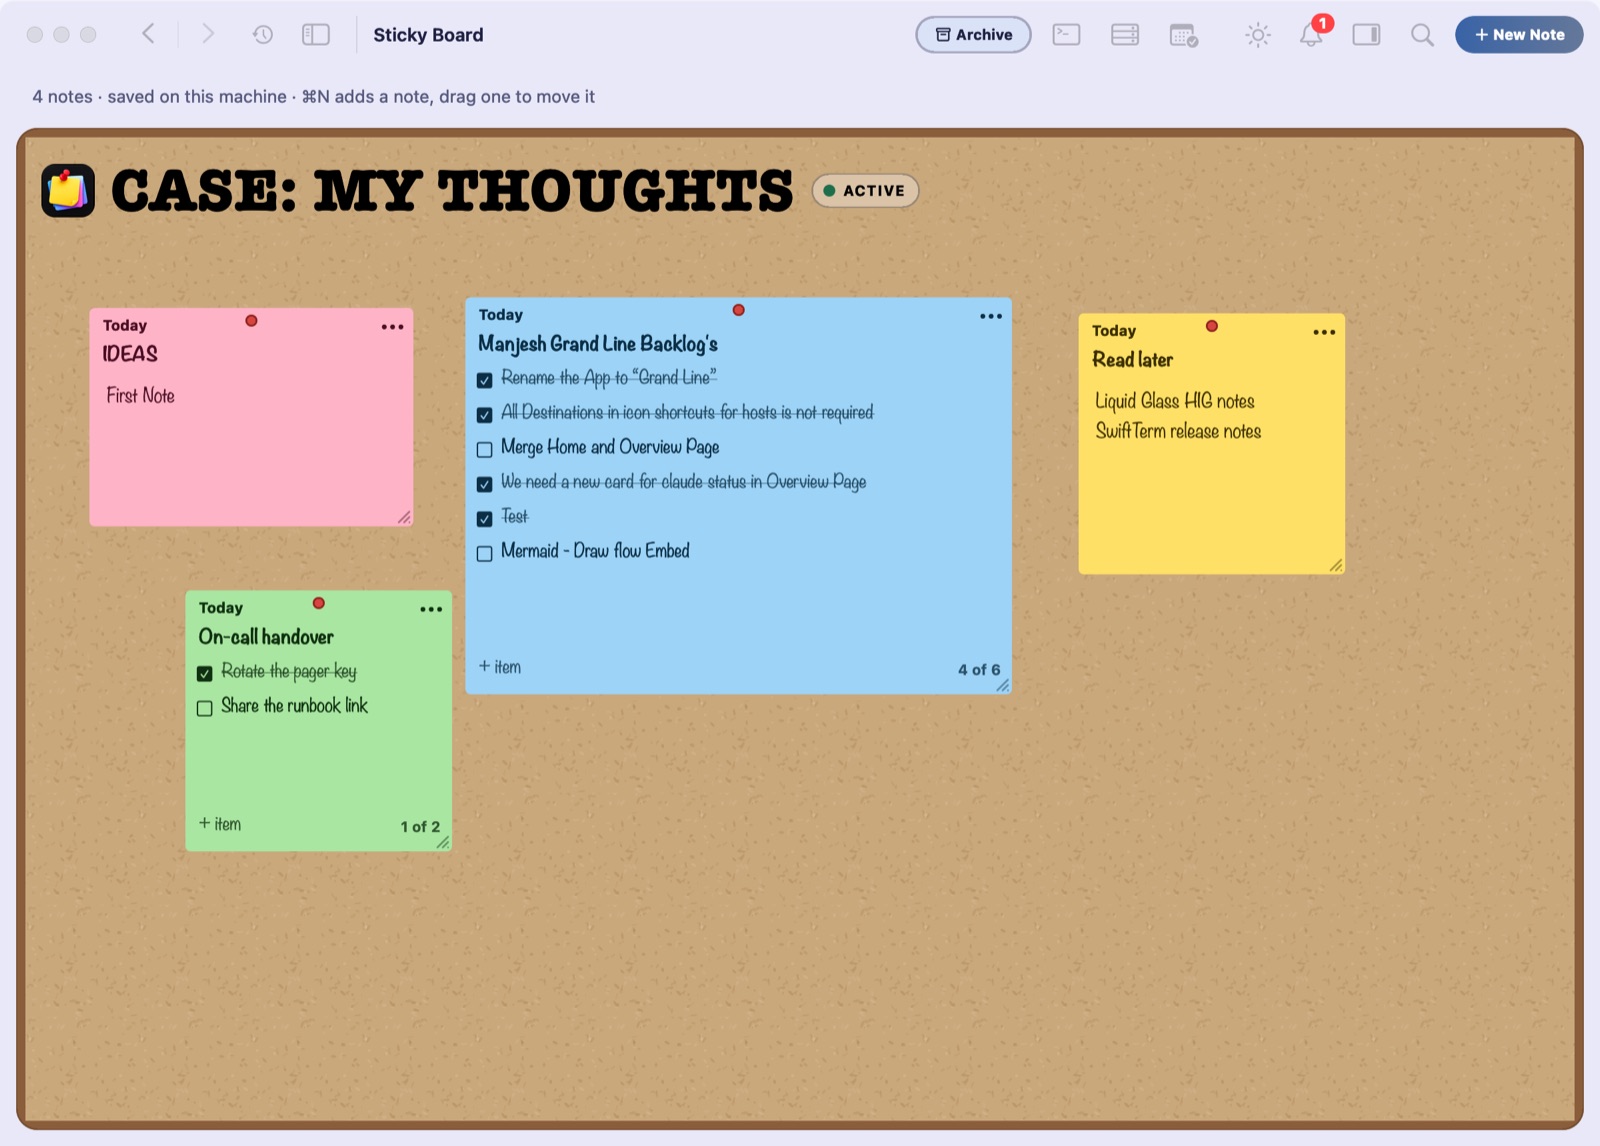 Sticky Board
Archive
1
+ New Note
4 notes · saved on this machine · ⌘N adds a note, drag one to move it
CASE: MY THOUGHTS
ACTIVE
Today
IDEAS
First Note
Today
Manjesh Grand Line Backlog's
Rename the App to “Grand Line”
All Destinations in icon shortcuts for hosts is not required
Merge Home and Overview Page
We need a new card for claude status in Overview Page
Test
Mermaid - Draw flow Embed
+ item
4 of 6
Today
Read later
Liquid Glass HIG notes
SwiftTerm release notes
Today
On-call handover
Rotate the pager key
Share the runbook link
+ item
1 of 2